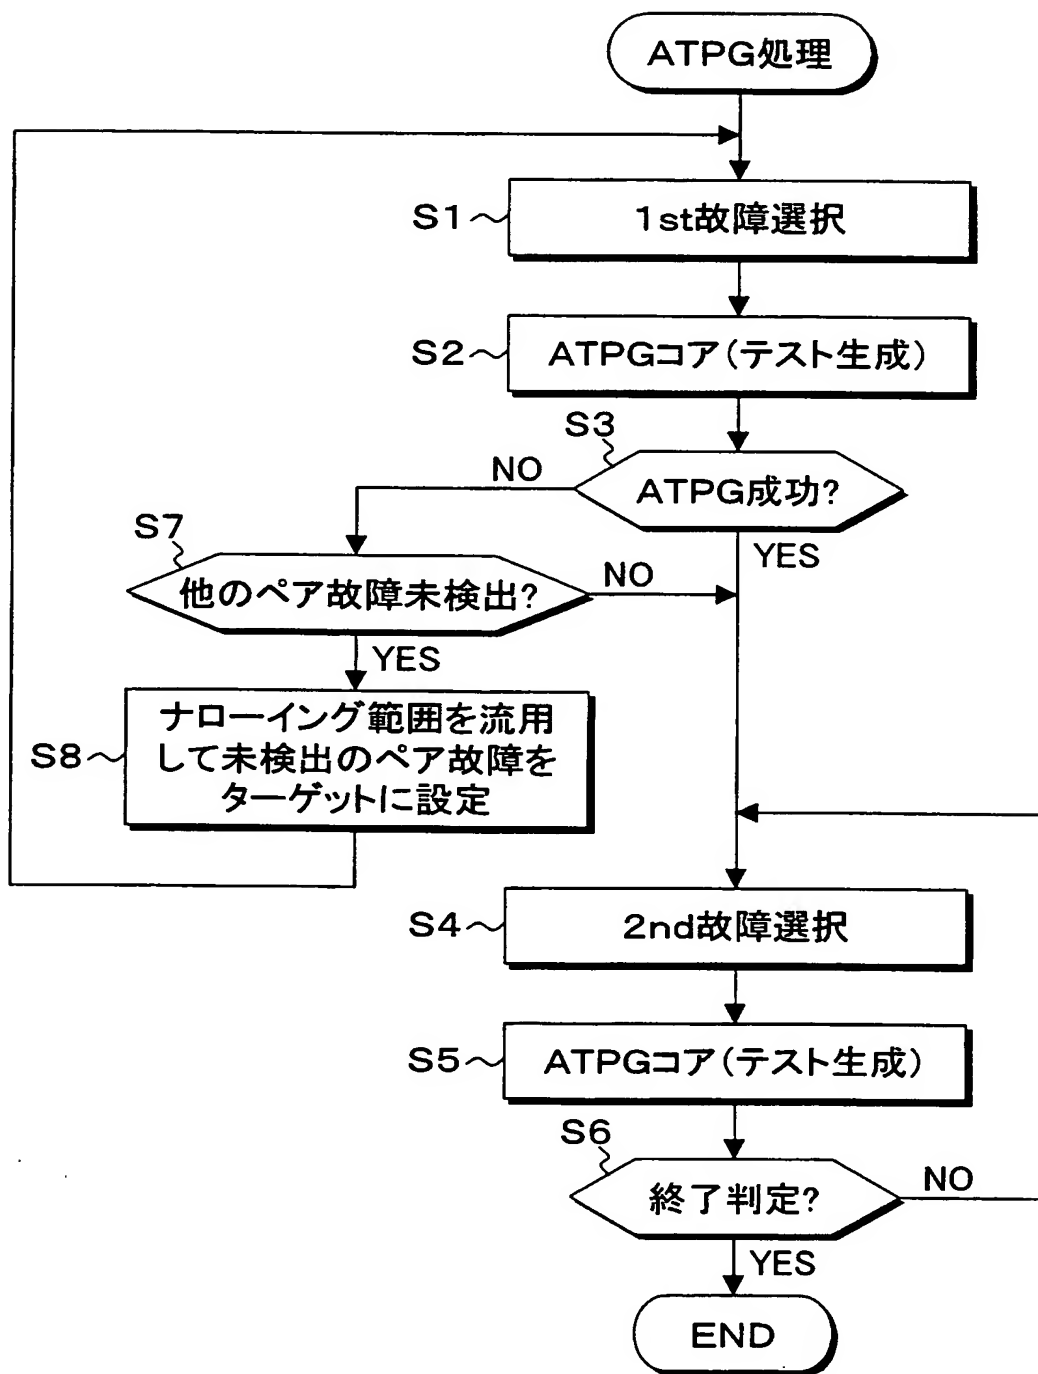 ATPG処理
S1
1st故障選択
S2
ATPGコア(テスト生成)
S3
ATPG成功?
NO
YES
S7
他のペア故障未検出?
NO
YES
S8
ナローイング範囲を流用
して未検出のペア故障を
ターゲットに設定
S4
2nd故障選択
S5
ATPGコア(テスト生成)
S6
終了判定?
NO
YES
END